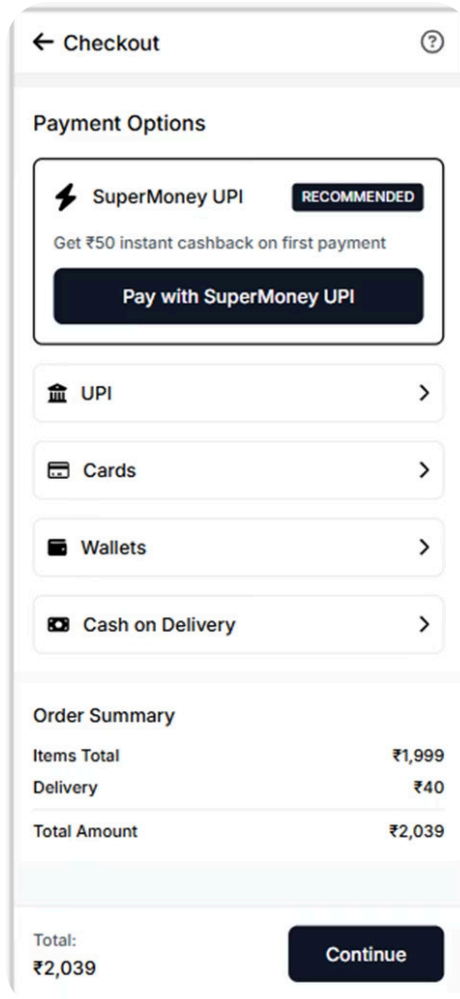 Checkout
Payment Options
SuperMoney UPI RECOMMENDED
Get ₹50 instant cashback on first payment
Pay with SuperMoney UPI
UPI
Cards
Wallets
Cash on Delivery
Order Summary
Items Total ₹1,999
Delivery ₹40
Total Amount ₹2,039
Total:
₹2,039
Continue